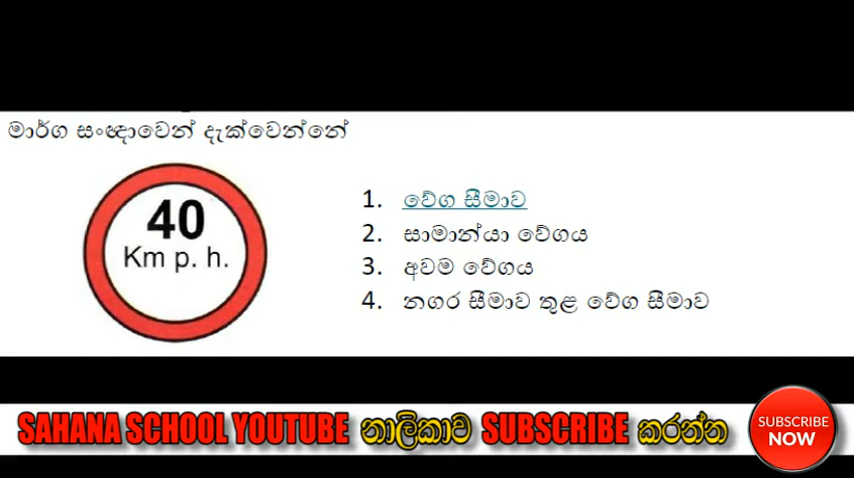 මාර්ග සංඥාවෙන් දැක්වෙන්නේ
40
Km p. h.
1. වේග සීමාව
2. සාමාන්යා වේගය
3. අවම වේගය
4. නගර සීමාව තුළ වේග සීමාව
SAHANA SCHOOL YOUTUBE නාලිකාව SUBSCRIBE කරන්න
SUBSCRIBE
NOW